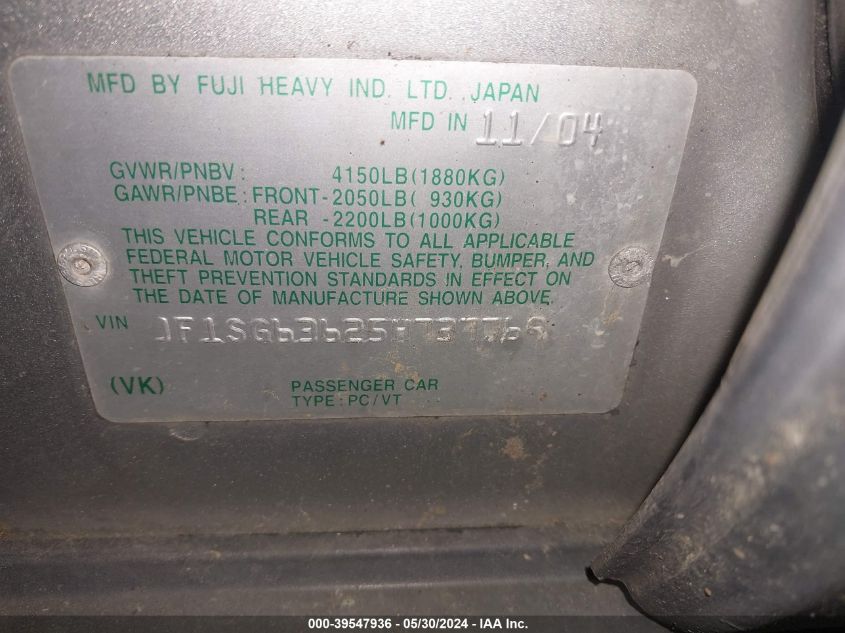 MFD BY FUJI HEAVY IND. LTD. JAPAN
MFD IN 11/04
GVWR/PNBV: 4150LB(1880KG)
GAWR/PNBE: FRONT-2050LB( 930KG)
REAR -2200LB(1000KG)
THIS VEHICLE CONFORMS TO ALL APPLICABLE
FEDERAL MOTOR VEHICLE SAFETY, BUMPER, AND
THEFT PREVENTION STANDARDS IN EFFECT ON
THE DATE OF MANUFACTURE SHOWN ABOVE.
VIN JF1SG63625H737769
(VK) PASSENGER CAR
TYPE: PC/VT
000-39547936 - 05/30/2024 - IAA Inc.